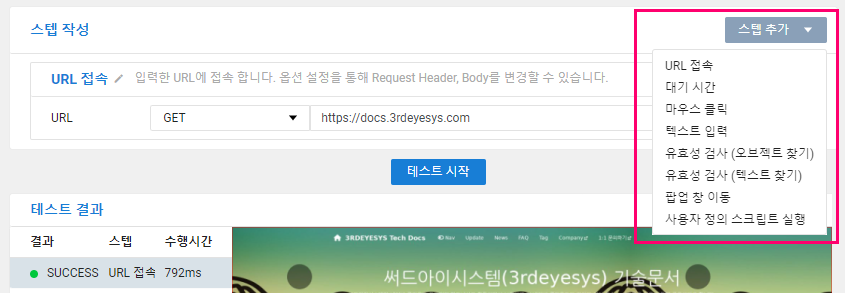 스텝 작성
스텝 추가
URL 접속
대기 시간
마우스 클릭
텍스트 입력
유효성 검사 (오브젝트 찾기)
유효성 검사 (텍스트 찾기)
팝업 창 이동
사용자 정의 스크립트 실행
URL 접속 입력한 URL에 접속 합니다. 옵션 설정을 통해 Request Header, Body를 변경할 수 있습니다.
URL GET https://docs.3rdeyesys.com
테스트 시작
테스트 결과
결과 스텝 수행시간
SUCCESS URL 접속 792ms
3RDEYESYS Tech Docs Nav Update News FAQ Tag Company 1:1 문의하기
써드아이시스템(3rdeyesys) 기술문서